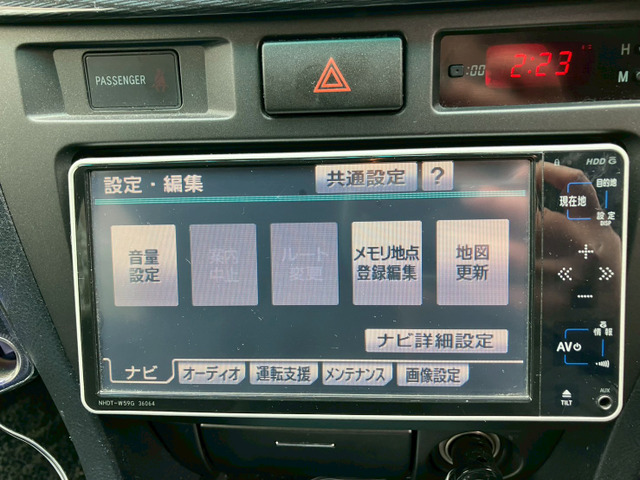 PASSENGER
:00
2:23
H
M
HDD
設定・編集
共通設定
?
音量
設定
案内
中止
ルート
変更
メモリ地点
登録編集
地図
更新
ナビ詳細設定
ナビ
オーディオ
運転支援
メンテナンス
画像設定
NHDT-W59G 36064
目的地
現在地
設定
DISP
情報
AV
TILT
AUX